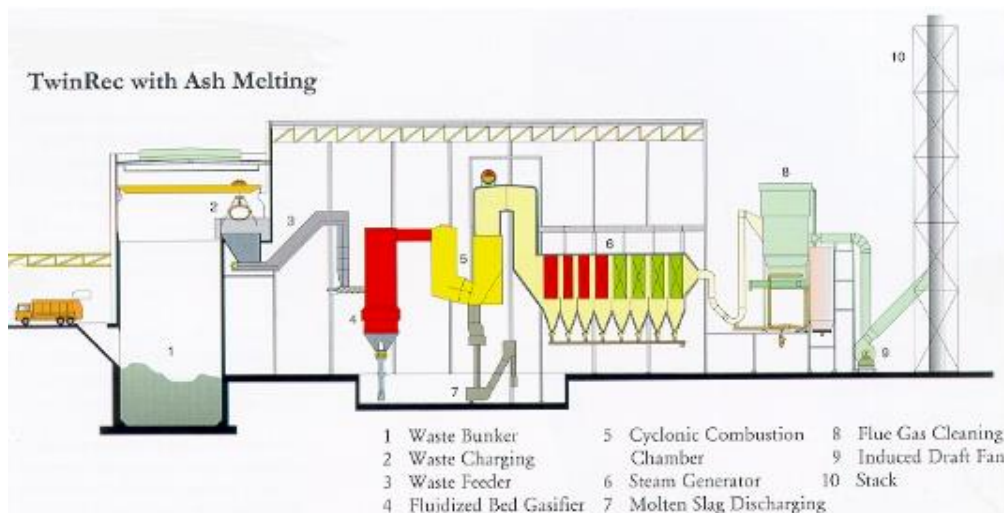 TwinRec with Ash Melting
10
8
2
3
6
5
4
1
9
7
1 Waste Bunker
2 Waste Charging
3 Waste Feeder
4 Fluidized Bed Gasifier
5 Cyclonic Combustion
Chamber
6 Steam Generator
7 Molten Slag Discharging
8 Flue Gas Cleaning
9 Induced Draft Fan
10 Stack